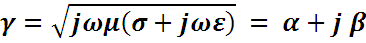 γ = √(jωμ(σ + jωε)) = α + j β